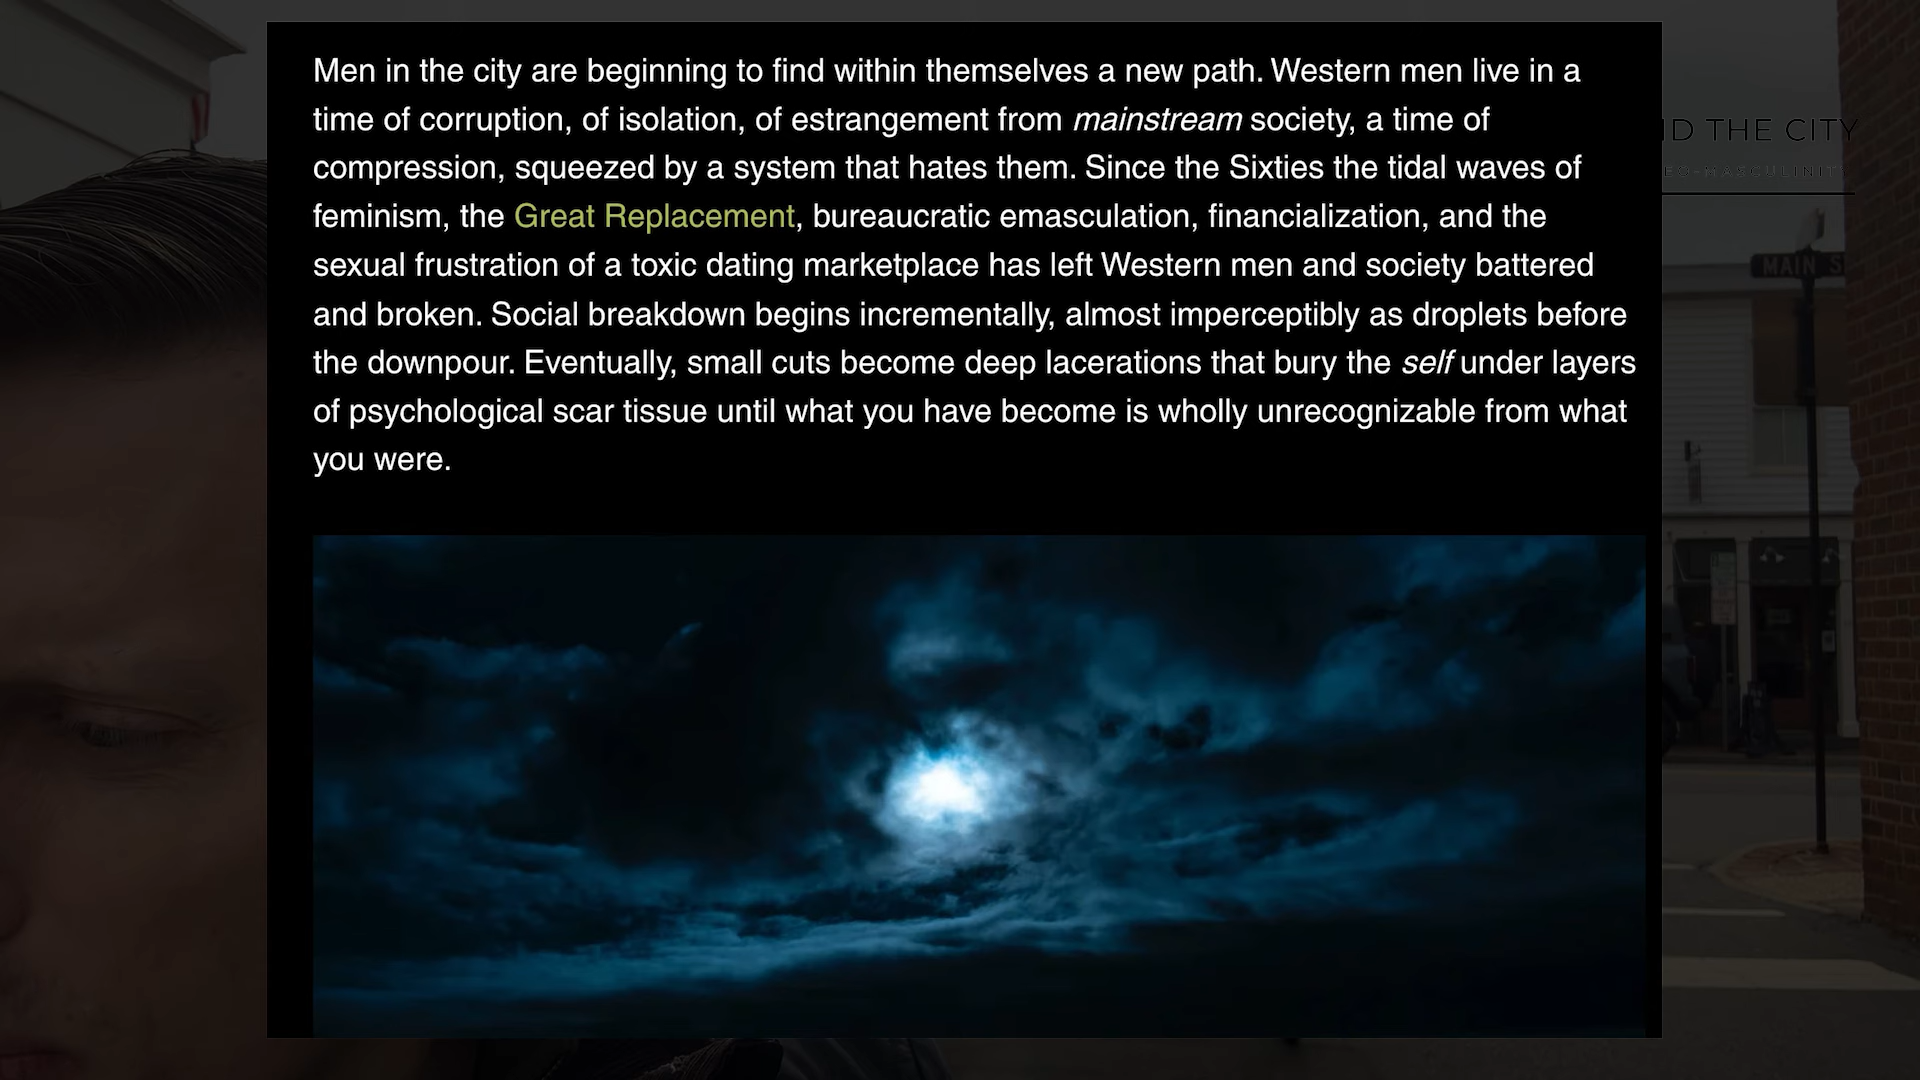 Men in the city are beginning to find within themselves a new path. Western men live in a
time of corruption, of isolation, of estrangement from mainstream society, a time of
compression, squeezed by a system that hates them. Since the Sixties the tidal waves of
feminism, the Great Replacement, bureaucratic emasculation, financialization, and the
sexual frustration of a toxic dating marketplace has left Western men and society battered
and broken. Social breakdown begins incrementally, almost imperceptibly as droplets before
the downpour. Eventually, small cuts become deep lacerations that bury the self under layers
of psychological scar tissue until what you have become is wholly unrecognizable from what
you were.
THE CITY
MAIN S